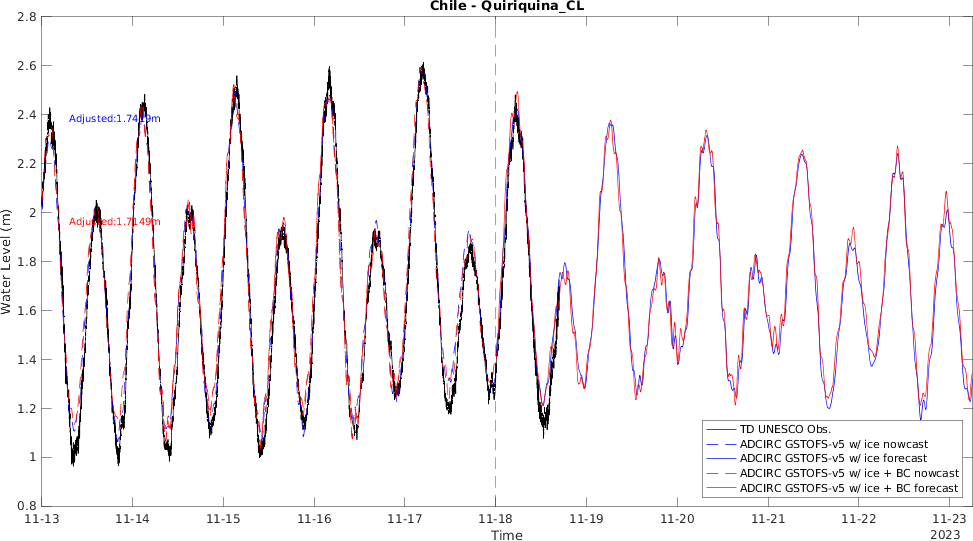 Chile - Quiriquina_CL
2.8
2.6
2.4
2.2
2
1.8
1.6
1.4
1.2
1
0.8
Water Level (m)
Adjusted:1.7419m
Adjusted:1.7149m
TD UNESCO Obs.
ADCIRC GSTOFS-v5 w/ ice nowcast
ADCIRC GSTOFS-v5 w/ ice forecast
ADCIRC GSTOFS-v5 w/ ice + BC nowcast
ADCIRC GSTOFS-v5 w/ ice + BC forecast
11-13 11-14 11-15 11-16 11-17 11-18 11-19 11-20 11-21 11-22 11-23
Time
2023